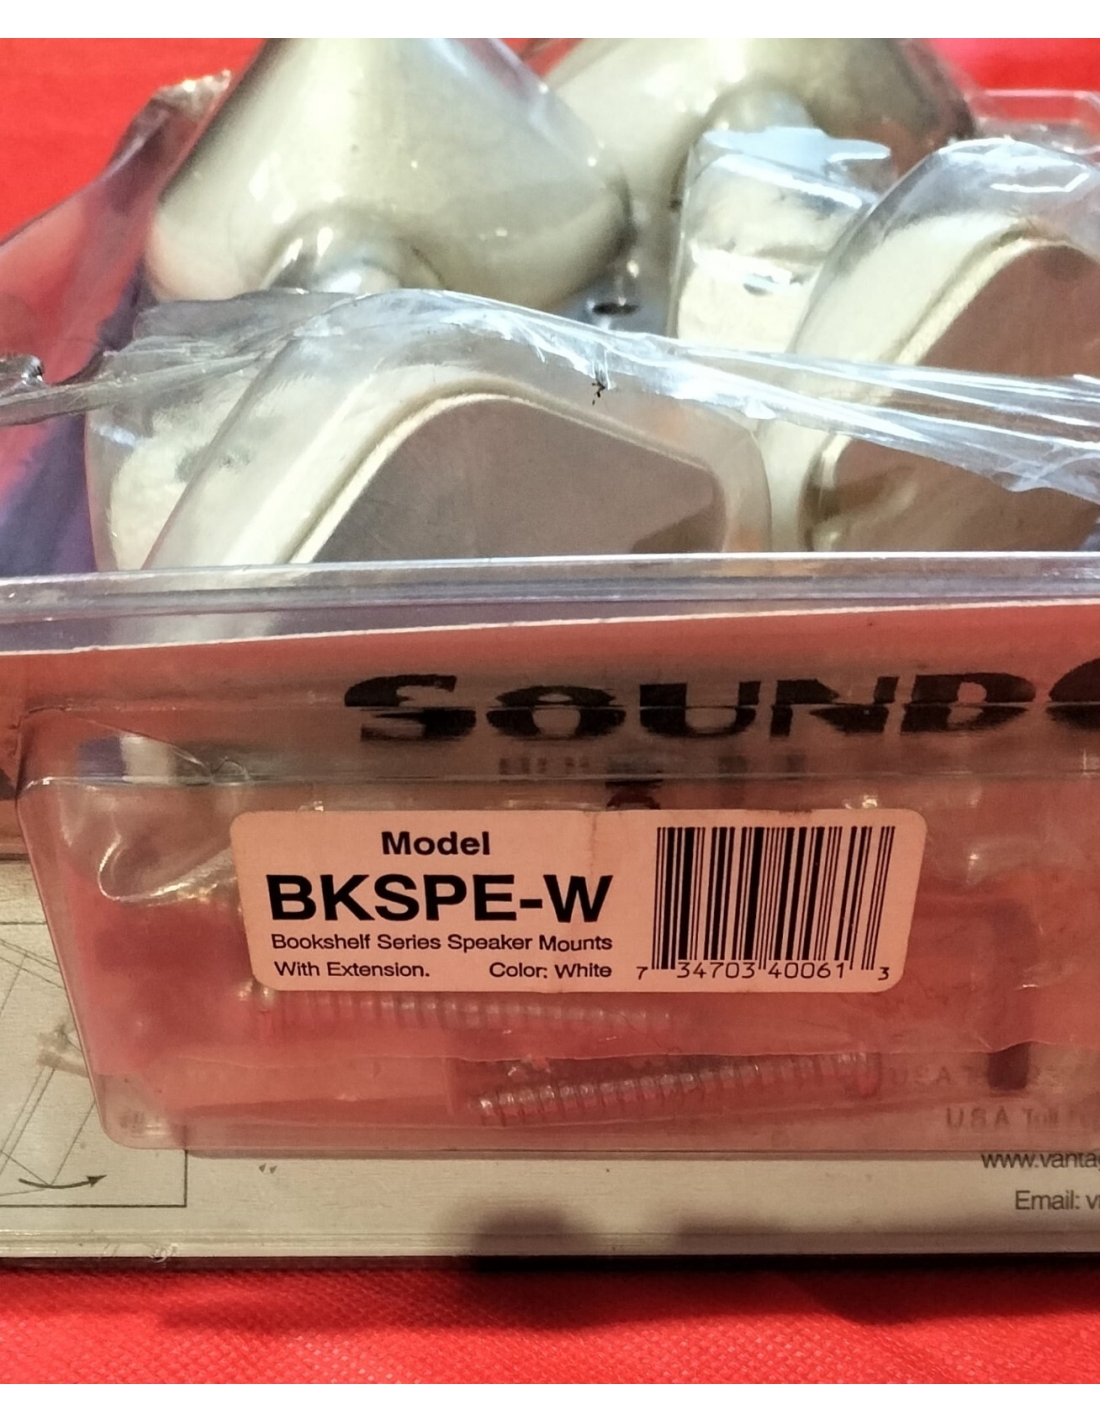 SOUND
Model
BKSPE-W
Bookshelf Series Speaker Mounts
With Extension. Color: White
7 34703 40061 3
www.vanta
Email: v